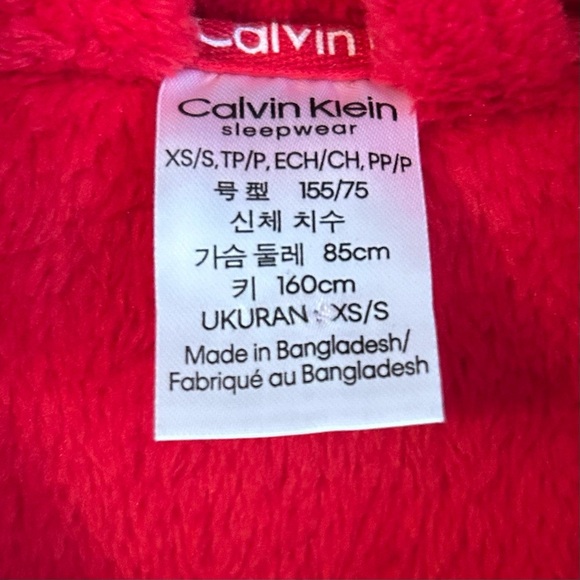 Calvin
Calvin Klein
sleepwear
XS/S, TP/P, ECH/CH, PP/P
号型 155/75
신체 치수
가슴 둘레 85cm
키 160cm
UKURAN : XS/S
Made in Bangladesh/
Fabriqué au Bangladesh